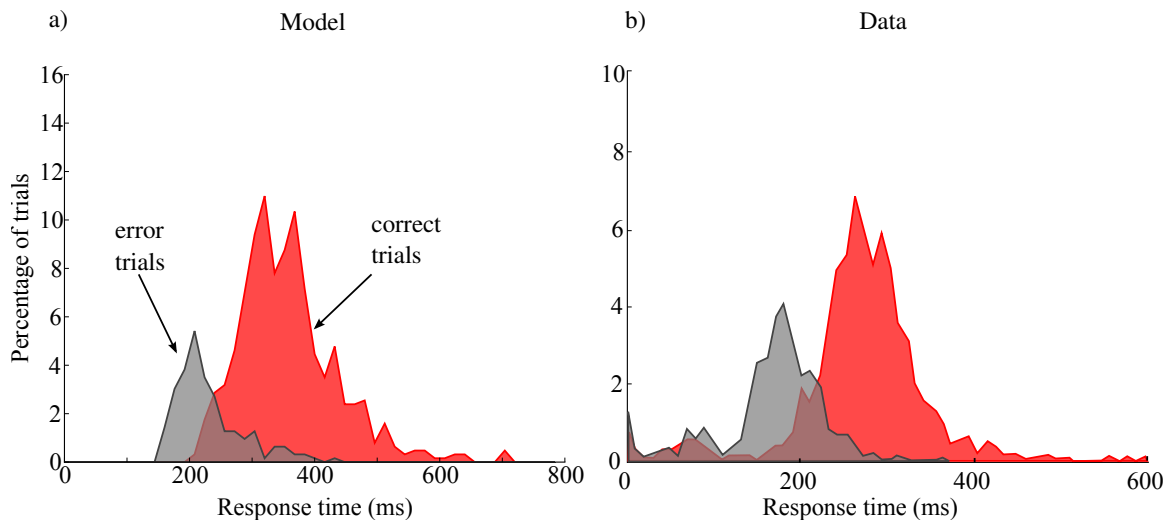 a)
Model
16
14
12
10
8
6
4
2
0
Percentage of trials
error
trials
correct
trials
0
200
400
600
800
Response time (ms)
b)
Data
10
8
6
4
2
0
0
200
400
600
Response time (ms)